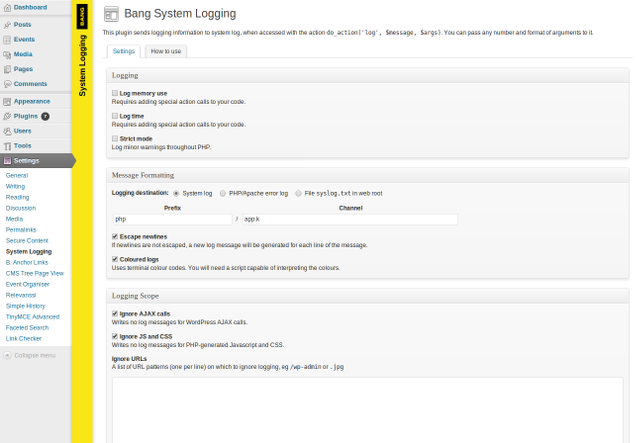 Dashboard
Posts
Events
Media
Pages
Comments
Appearance
Plugins 7
Users
Tools
Settings
General
Writing
Reading
Discussion
Media
Permalinks
Secure Content
System Logging
B. Anchor Links
CMS Tree Page View
Event Organiser
Relevanssi
Simple History
TinyMCE Advanced
Faceted Search
Link Checker
Collapse menu
BANG
System Logging
Bang System Logging
This plugin sends logging information to system log, when accessed with the action do_action('log', $message, $args). You can pass any number and format of arguments to it.
Settings How to use
Logging
Log memory use
Requires adding special action calls to your code.
Log time
Requires adding special action calls to your code.
Strict mode
Log minor warnings throughout PHP.
Message Formatting
Logging destination: System log PHP/Apache error log File syslog.txt in web root
Prefix Channel
php / app:k
Escape newlines
If newlines are not escaped, a new log message will be generated for each line of the message.
Coloured logs
Uses terminal colour codes. You will need a script capable of interpreting the colours.
Logging Scope
Ignore AJAX calls
Writes no log messages for WordPress AJAX calls.
Ignore JS and CSS
Writes no log messages for PHP-generated Javascript and CSS.
Ignore URLs
A list of URL patterns (one per line) on which to ignore logging, eg /wp-admin or .jpg